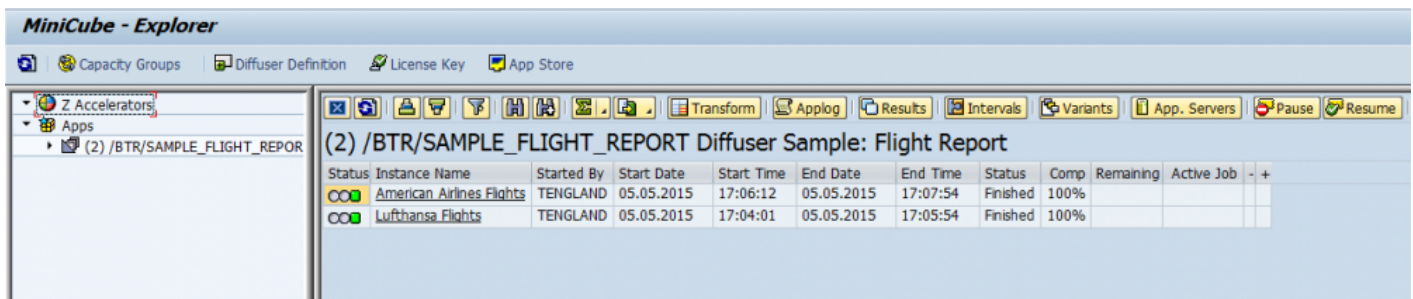 MiniCube - Explorer
Capacity Groups Diffuser Definition License Key App Store
Z Accelerators
Apps
(2) /BTR/SAMPLE_FLIGHT_REPOR
Transform Applog Results Intervals Variants App. Servers Pause Resume
(2) /BTR/SAMPLE_FLIGHT_REPORT Diffuser Sample: Flight Report
Status Instance Name Started By Start Date Start Time End Date End Time Status Comp Remaining Active Job - +
American Airlines Flights TENGLAND 05.05.2015 17:06:12 05.05.2015 17:07:54 Finished 100%
Lufthansa Flights TENGLAND 05.05.2015 17:04:01 05.05.2015 17:05:54 Finished 100%